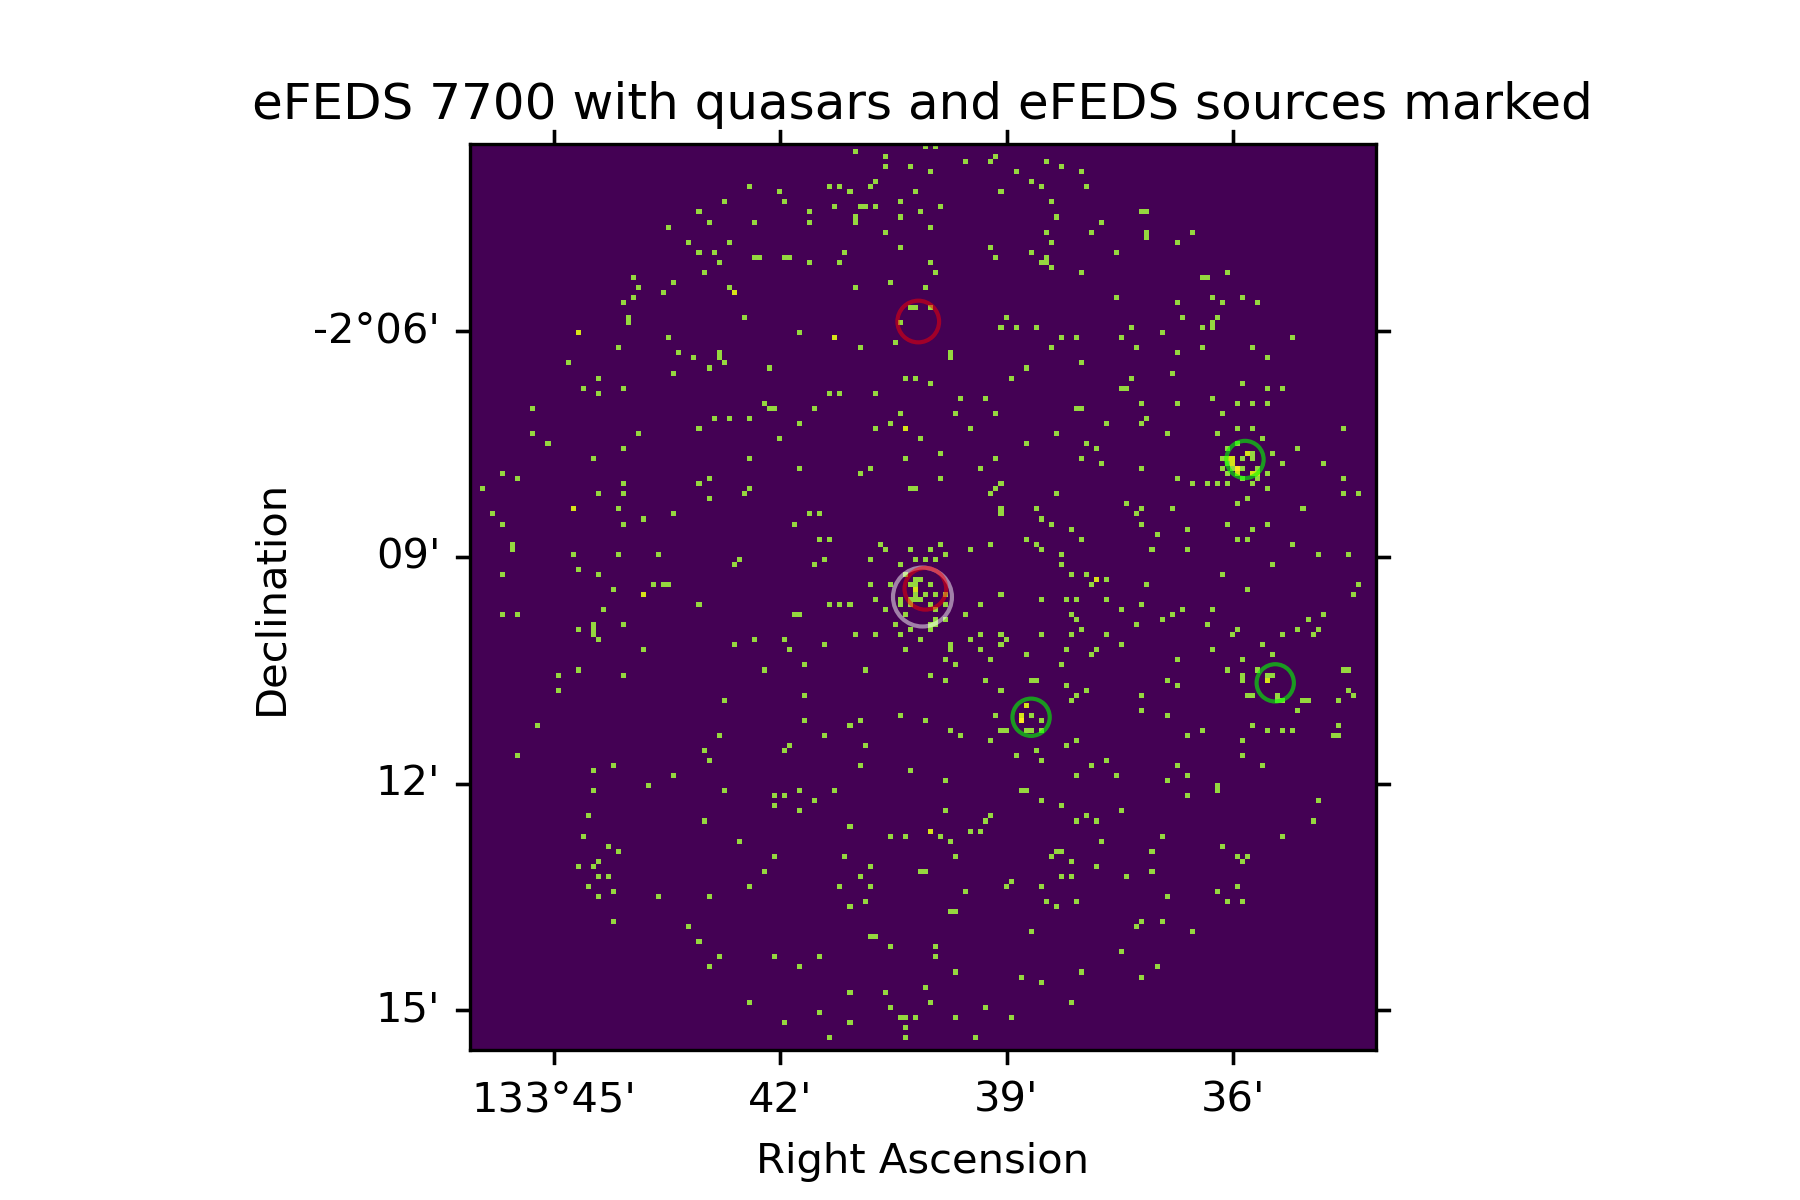 eFEDS 7700 with quasars and eFEDS sources marked
-2°06'
09'
12'
15'
Declination
133°45'
42'
39'
36'
Right Ascension